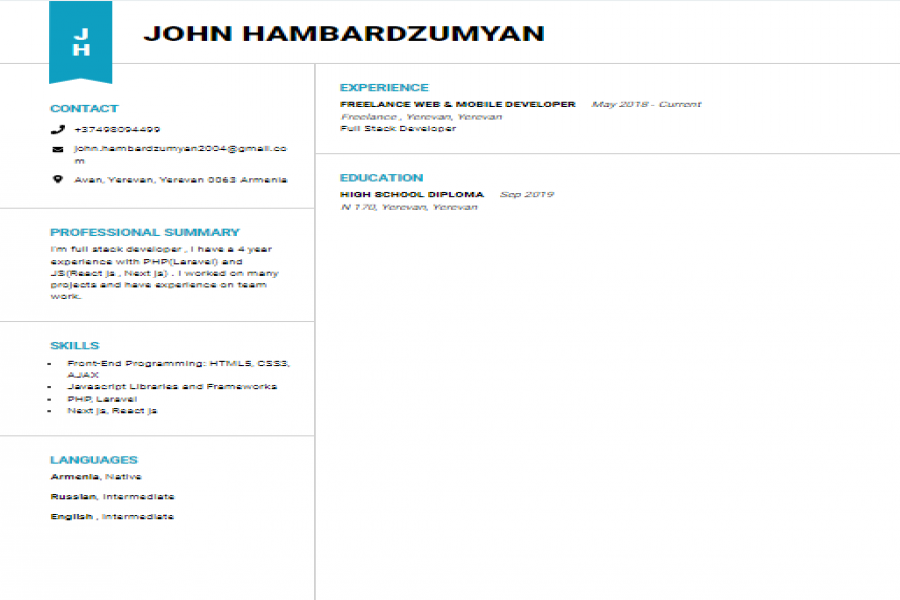 J
H
JOHN HAMBARDZUMYAN
CONTACT
+37498094499
john.hambardzumyan2004@gmail.co
m
Avan, Yerevan, Yerevan 0063 Armenia
PROFESSIONAL SUMMARY
I'm full stack developer , I have a 4 year
experience with PHP(Laravel) and
JS(React js , Next js) . I worked on many
projects and have experience on team
work.
SKILLS
Front-End Programming: HTML5, CSS3,
AJAX
Javascript Libraries and Frameworks
PHP, Laravel
Next js, React js
LANGUAGES
Armenia, Native
Russian, Intermediate
English , Intermediate
EXPERIENCE
FREELANCE WEB & MOBILE DEVELOPER May 2018 - Current
Freelance , Yerevan, Yerevan
Full Stack Developer
EDUCATION
HIGH SCHOOL DIPLOMA Sep 2019
N 170, Yerevan, Yerevan